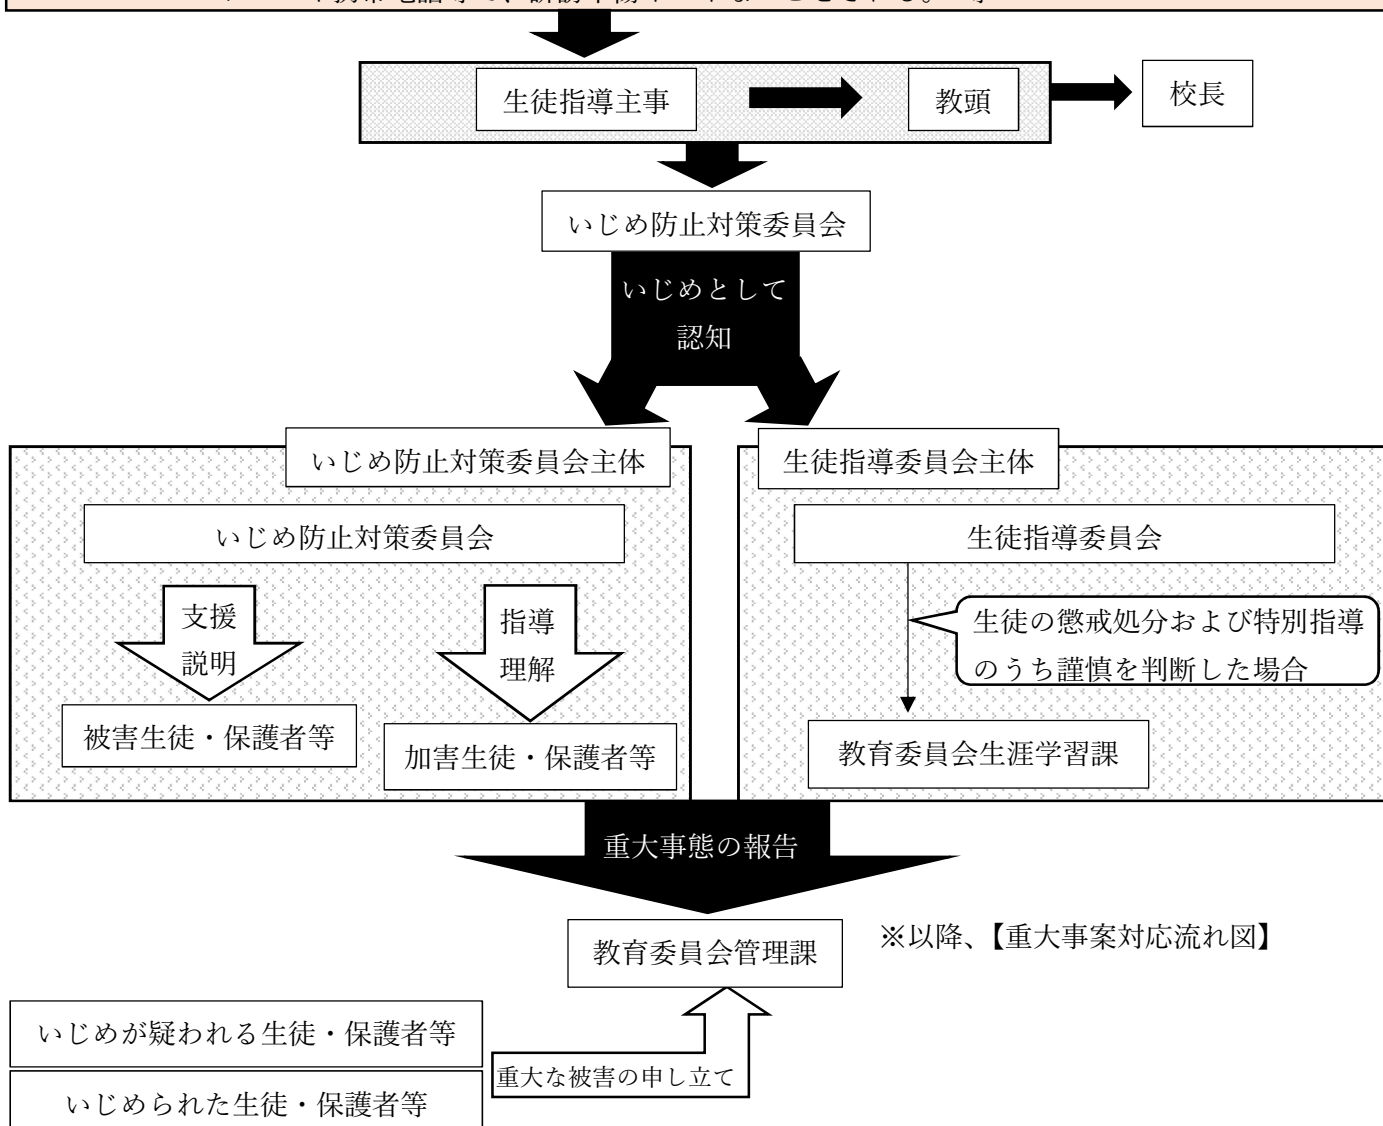 生徒指導主事
教頭
校長
いじめ防止対策委員会
いじめとして
認知
いじめ防止対策委員会主体
いじめ防止対策委員会
支援
説明
指導
理解
被害生徒・保護者等
加害生徒・保護者等
生徒指導委員会主体
生徒指導委員会
生徒の懲戒処分および特別指導
のうち謹慎を判断した場合
教育委員会生涯学習課
重大事態の報告
教育委員会管理課
※以降、【重大事案対応流れ図】
いじめが疑われる生徒・保護者等
いじめられた生徒・保護者等
重大な被害の申し立て